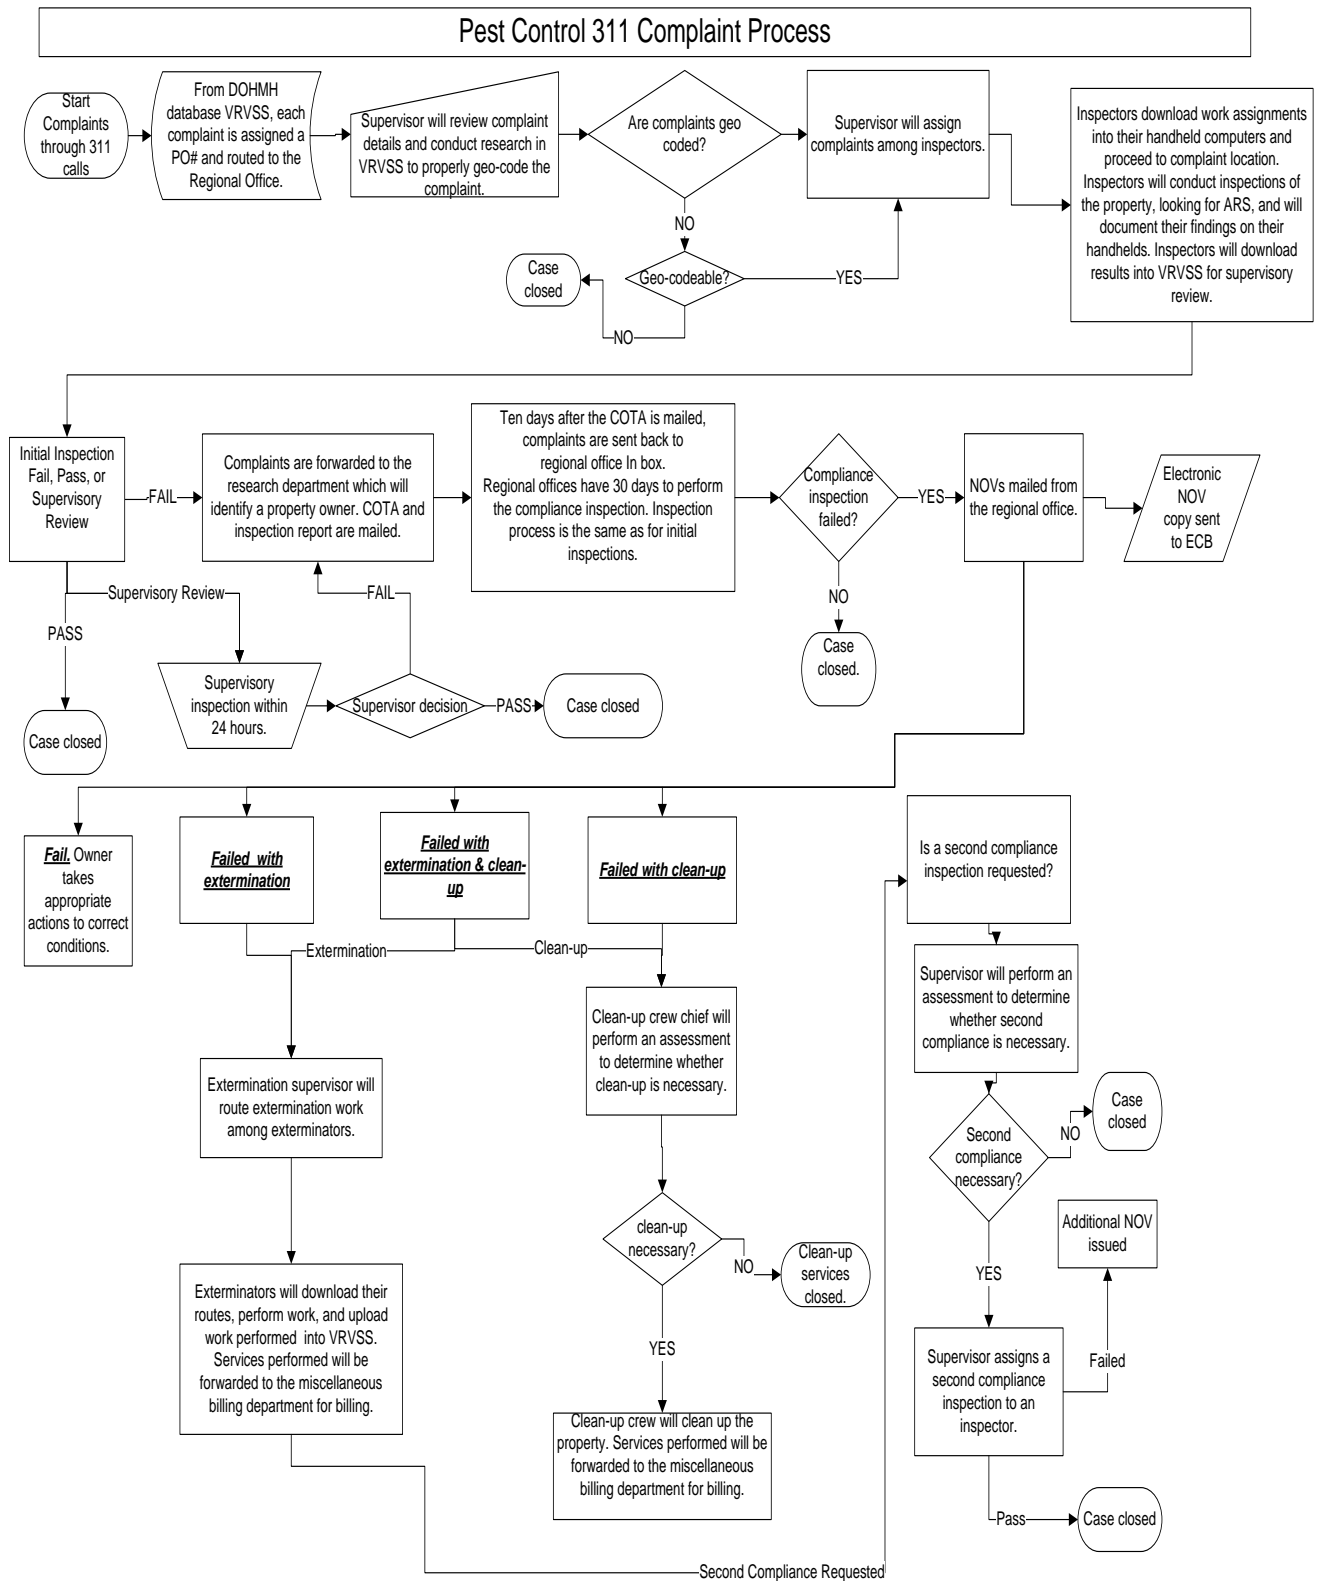 Pest Control 311 Complaint Process
Start
Complaints
through 311
calls
From DOHMH
database VRVSS, each
complaint is assigned a
PO# and routed to the
Regional Office.
Supervisor will review complaint
details and conduct research in
VRVSS to properly geo-code the
complaint.
Are complaints geo
coded?
Supervisor will assign
complaints among inspectors.
Inspectors download work assignments
into their handheld computers and
proceed to complaint location.
Inspectors will conduct inspections of
the property, looking for ARS, and will
document their findings on their
handhelds. Inspectors will download
results into VRVSS for supervisory
review.
NO
Case
closed
Geo-codeable?
YES
NO
Initial Inspection
Fail, Pass, or
Supervisory
Review
FAIL
Complaints are forwarded to the
research department which will
identify a property owner. COTA and
inspection report are mailed.
Ten days after the COTA is mailed,
complaints are sent back to
regional office In box.
Regional offices have 30 days to perform
the compliance inspection. Inspection
process is the same as for initial
inspections.
Compliance
inspection
failed?
YES
NOVs mailed from
the regional office.
Electronic
NOV
copy sent
to ECB
Supervisory Review
FAIL
NO
PASS
Case
closed.
Supervisory
inspection within
24 hours.
Supervisor decision
PASS
Case closed
Case closed
Fail. Owner
takes
appropriate
actions to correct
conditions.
Failed with
extermination
Failed with
extermination & clean-
up
Failed with clean-up
Is a second compliance
inspection requested?
Extermination
Clean-up
Supervisor will perform an
assessment to determine
whether second
compliance is necessary.
Clean-up crew chief will
perform an assessment
to determine whether
clean-up is necessary.
Extermination supervisor will
route extermination work
among exterminators.
Second
compliance
necessary?
NO
Case
closed
clean-up
necessary?
NO
Clean-up
services
closed.
Additional NOV
issued
YES
Exterminators will download their
routes, perform work, and upload
work performed into VRVSS.
Services performed will be
forwarded to the miscellaneous
billing department for billing.
YES
Supervisor assigns a
second compliance
inspection to an
inspector.
Failed
Clean-up crew will clean up the
property. Services performed will be
forwarded to the miscellaneous
billing department for billing.
Pass
Case closed
Second Compliance Requested